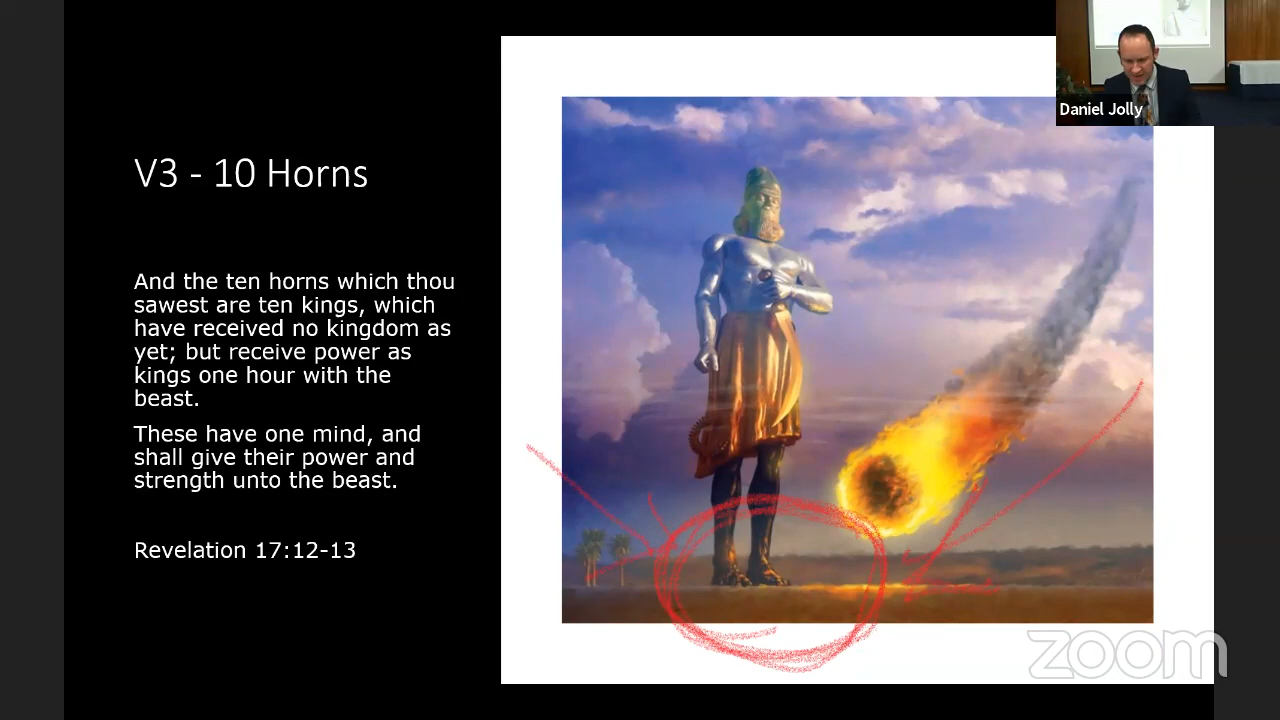 V3 - 10 Horns
And the ten horns which thou
sawest are ten kings, which
have received no kingdom as
yet; but receive power as
kings one hour with the
beast.
These have one mind, and
shall give their power and
strength unto the beast.
Revelation 17:12-13
Daniel Jolly
zoom